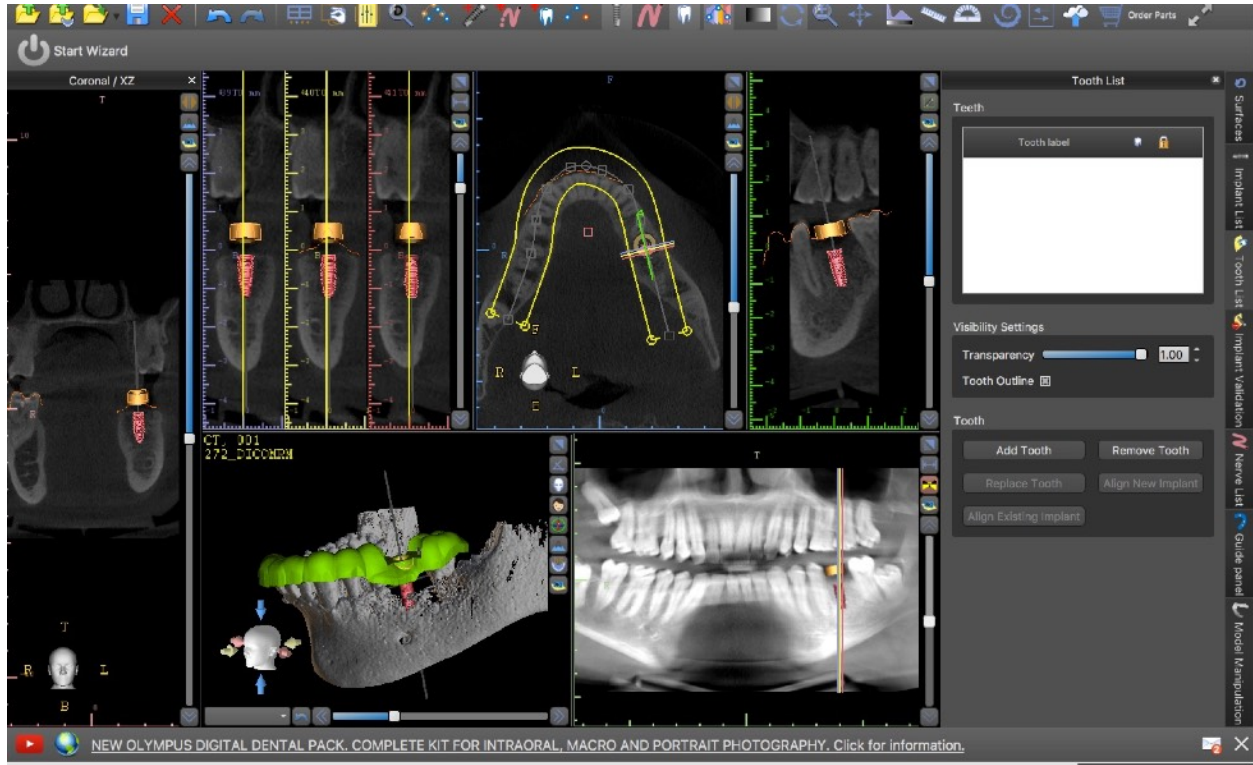 Order Parts
Start Wizard
Coronal / XZ
Tooth List
T
F
Teeth
Tooth label
10
R
L
Visibility Settings
Transparency 1.00
Tooth Outline
Tooth
Add Tooth Remove Tooth
Replace Tooth Align New Implant
Align Existing Implant
CT, 001
272_DICOMRM
T
T
R L
B
Surfaces
Implant List
Tooth List
Implant Validation
Nerve List
Guide panel
Model Manipulation
NEW OLYMPUS DIGITAL DENTAL PACK. COMPLETE KIT FOR INTRAORAL, MACRO AND PORTRAIT PHOTOGRAPHY. Click for information.